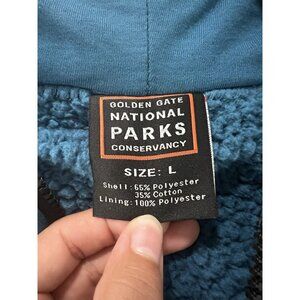 GOLDEN GATE
NATIONAL
PARKS
CONSERVANCY
SIZE: L
Shell: 65% Polyester
35% Cotton
Lining: 100% Polyester